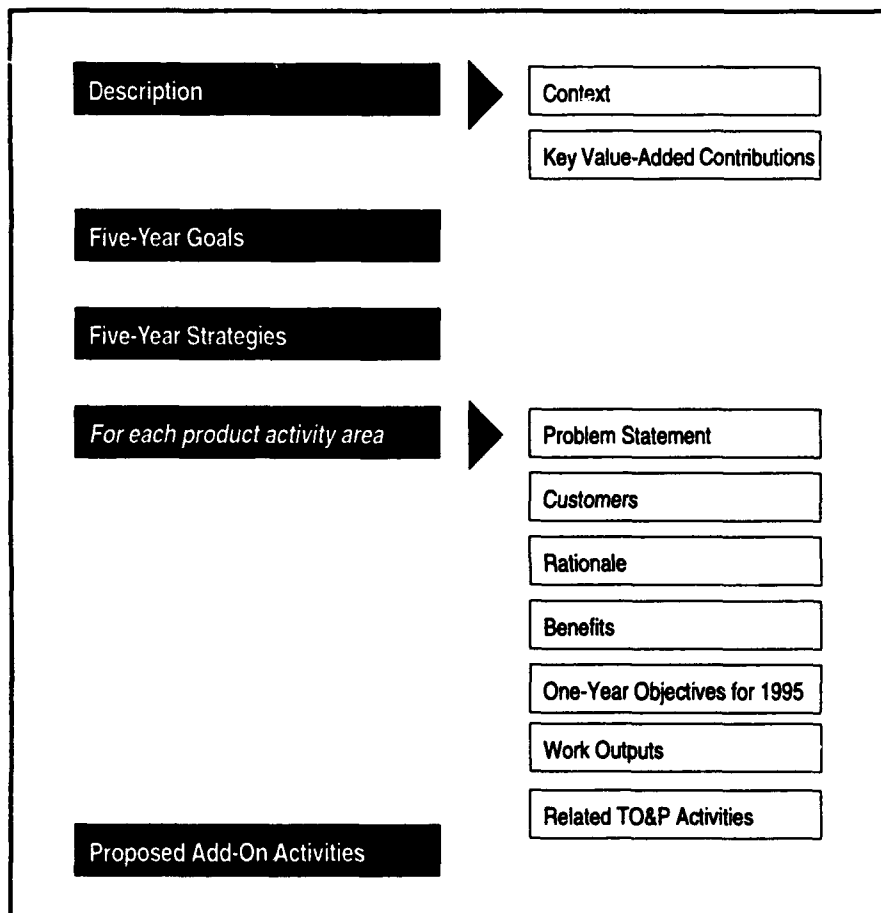 Description
Context
Key Value-Added Contributions
Five-Year Goals
Five-Year Strategies
For each product activity area
Problem Statement
Customers
Rationale
Benefits
One-Year Objectives for 1995
Work Outputs
Related TO&P Activities
Proposed Add-On Activities